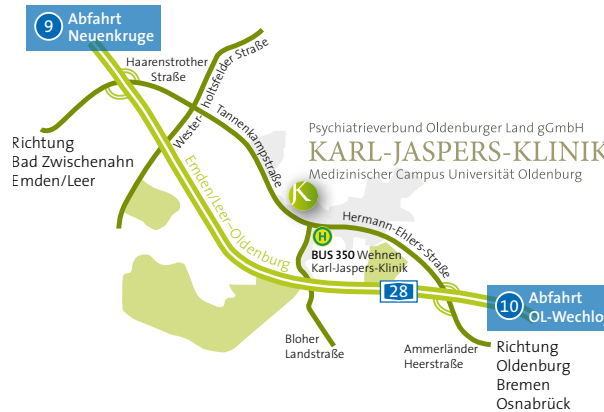 9 Abfahrt
Neuenkruge
Haarenstrother
Straße
Wester-
holtsfelder Straße
Tannenkampstraße
Richtung
Bad Zwischenahn
Emden/Leer
Emden/Leer–Oldenburg
Psychiatrieverbund Oldenburger Land gGmbH
KARL-JASPERS-KLINIK
Medizinischer Campus Universität Oldenburg
K
Hermann-Ehlers-Straße
H
BUS 350 Wehnen
Karl-Jaspers-Klinik
28
10 Abfahrt
OL-Wechlo
Bloher
Landstraße
Ammerländer
Heerstraße
Richtung
Oldenburg
Bremen
Osnabrück